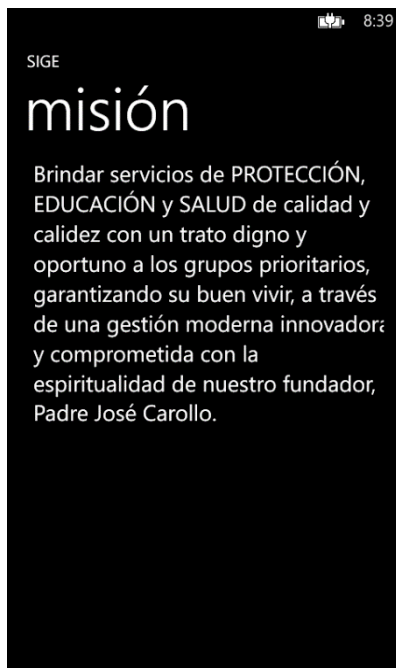 8:39
SIGE
misión
Brindar servicios de PROTECCIÓN,
EDUCACIÓN y SALUD de calidad y
calidez con un trato digno y
oportuno a los grupos prioritarios,
garantizando su buen vivir, a través
de una gestión moderna innovadora
y comprometida con la
espiritualidad de nuestro fundador,
Padre José Carollo.